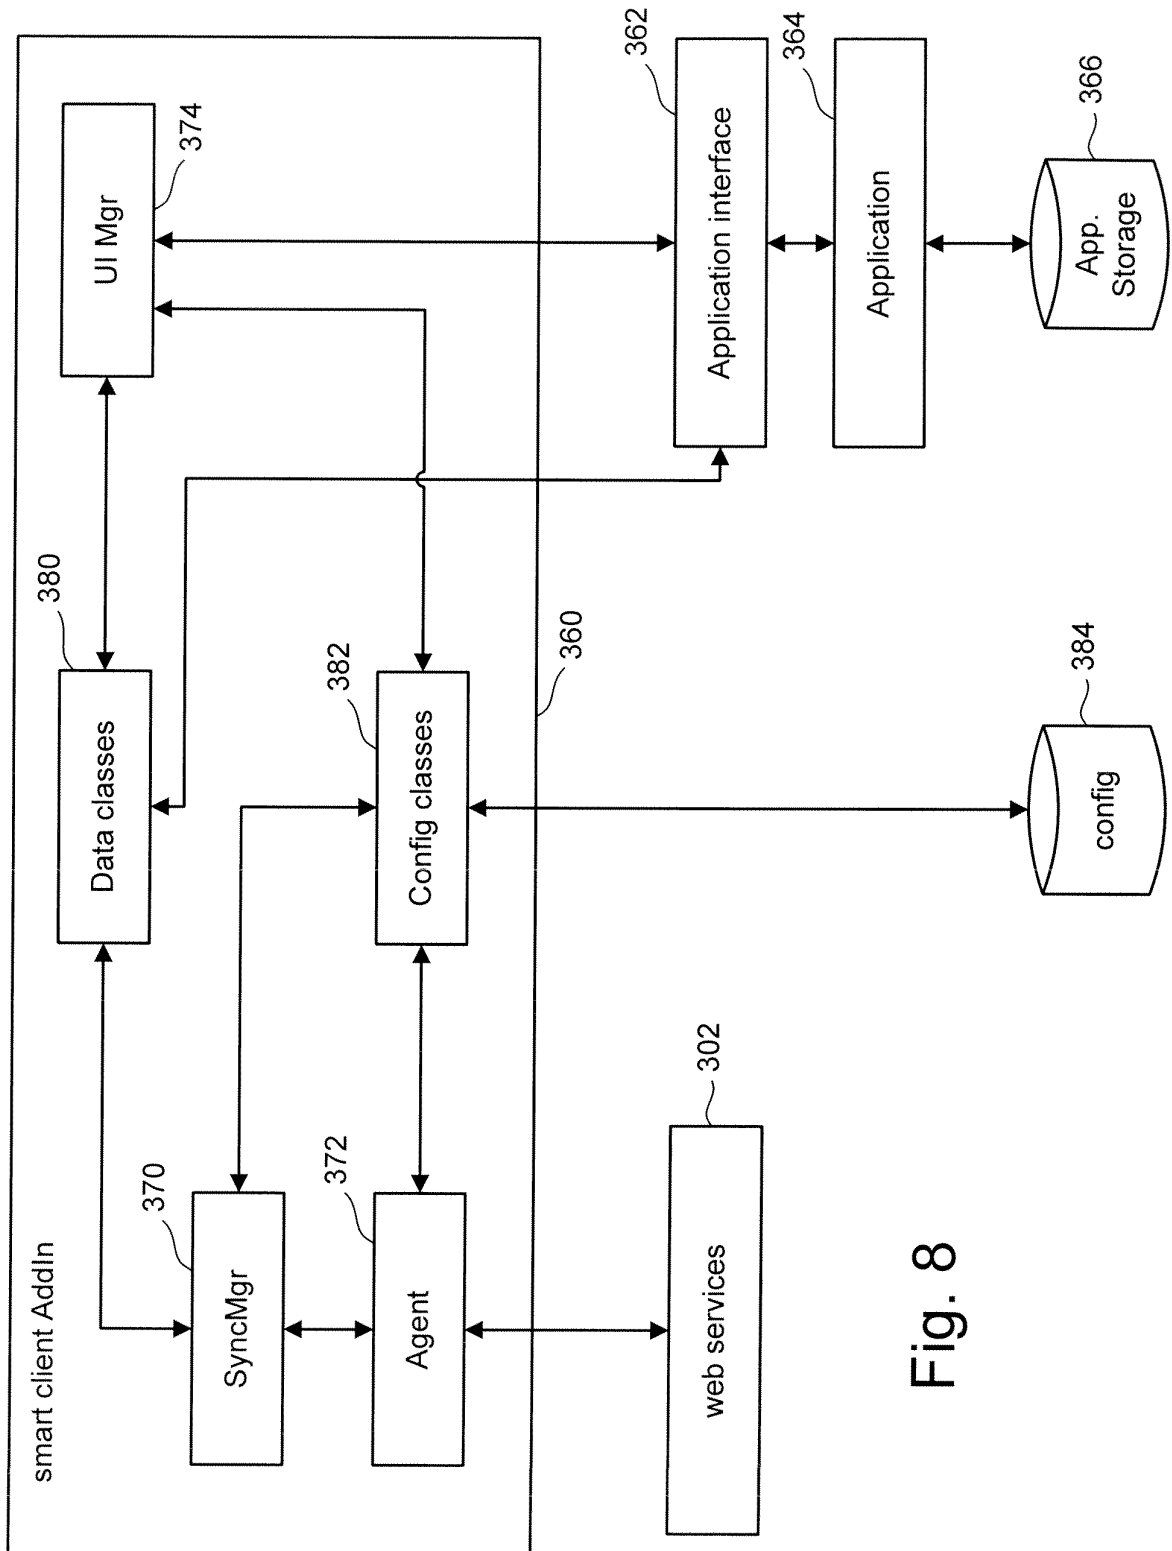 smart client AddIn
370
SyncMgr
372
Agent
302
web services
380
Data classes
382
Config classes
360
384
config
374
UI Mgr
362
Application interface
364
Application
366
App.
Storage
Fig. 8